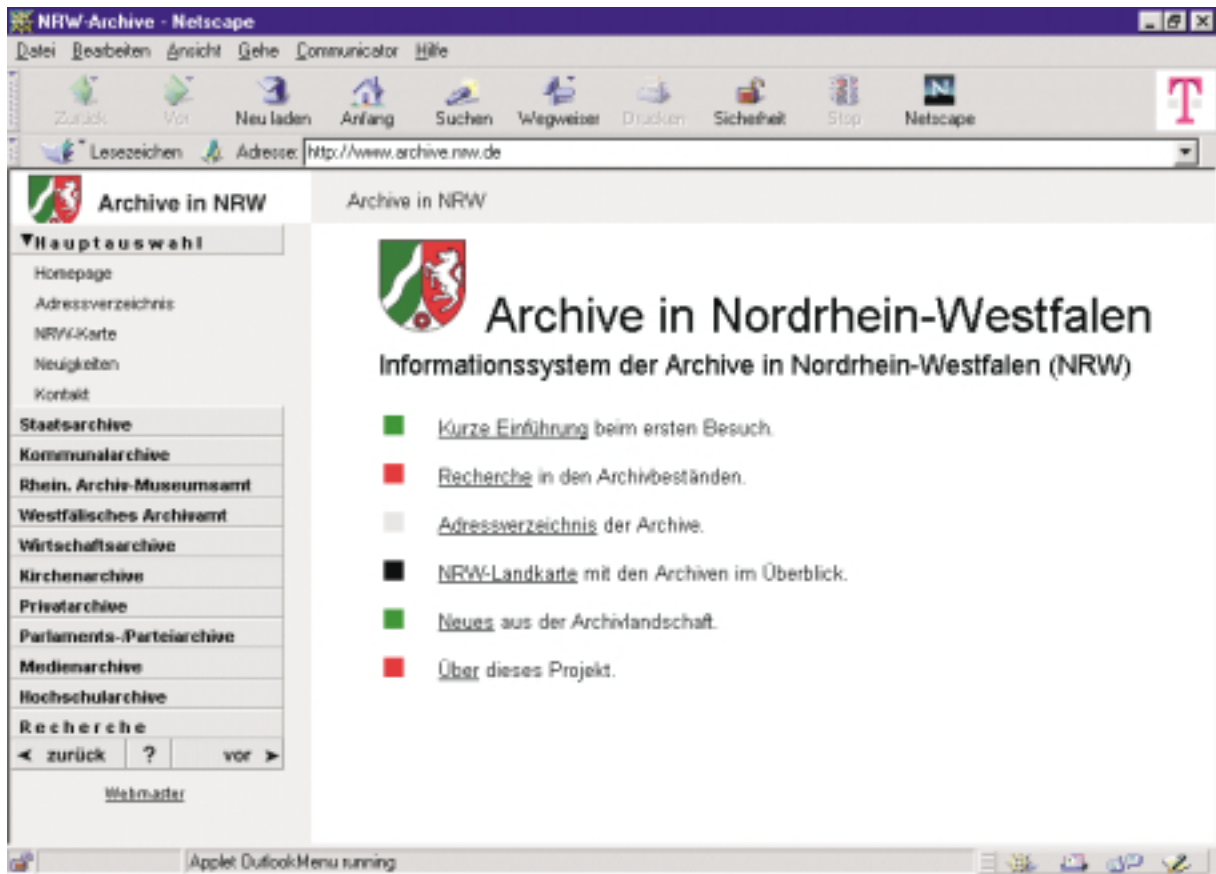 NRW-Archive - Netscape
Datei Bearbeiten Ansicht Gehe Communicator Hilfe
Zurück Vor Neu laden Anfang Suchen Wegweiser Drucken Sicherheit Stop Netscape
Lesezeichen Adresse: http://www.archive.nrw.de
Archive in NRW
Archive in NRW
Hauptauswahl
Homepage
Adressverzeichnis
NRW-Karte
Neuigkeiten
Kontakt
Staatsarchive
Kommunalarchive
Rhein. Archiv-Museumsamt
Westfälisches Archivamt
Wirtschaftsarchive
Kirchenarchive
Privatarchive
Parlaments-/Parteiarchive
Medienarchive
Hochschularchive
Recherche
zurück ? vor
Webmaster
Archive in Nordrhein-Westfalen
Informationssystem der Archive in Nordrhein-Westfalen (NRW)
Kurze Einführung beim ersten Besuch.
Recherche in den Archivbeständen.
Adressverzeichnis der Archive.
NRW-Landkarte mit den Archiven im Überblick.
Neues aus der Archivlandschaft.
Über dieses Projekt.
Applet OutlookMenu running